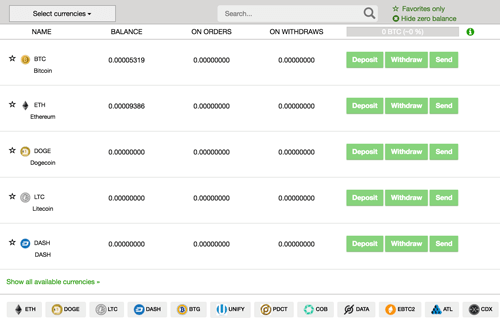 Select currencies
Search...
Favorites only
Hide zero balance
NAME BALANCE ON ORDERS ON WITHDRAWS 0 BTC (~0 %)
BTC 0.00005319 0.00000000 0.00000000 Deposit Withdraw Send
Bitcoin
ETH 0.00009386 0.00000000 0.00000000 Deposit Withdraw Send
Ethereum
DOGE 0.00000000 0.00000000 0.00000000 Deposit Withdraw Send
Dogecoin
LTC 0.00000000 0.00000000 0.00000000 Deposit Withdraw Send
Litecoin
DASH 0.00000000 0.00000000 0.00000000 Deposit Withdraw Send
DASH
Show all available currencies
ETH DOGE LTC DASH BTG UNIFY PDCT COB DATA EBTC2 ATL COX